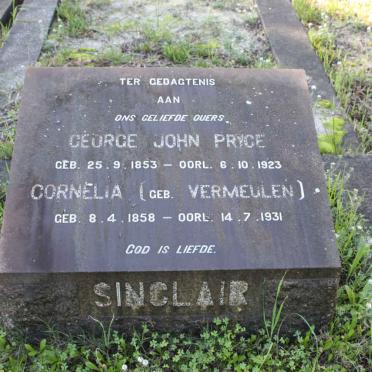 TER GEDAGTENIS
AAN
ONS GELIEFDE OUERS,
GEORGE JOHN PRYCE
GEB. 25.9.1853 — OORL. 6.10.1923
CORNELIA (GEB. VERMEULEN)
GEB. 8.4.1858 — OORL. 14.7.1931
GOD IS LIEFDE.
SINCLAIR